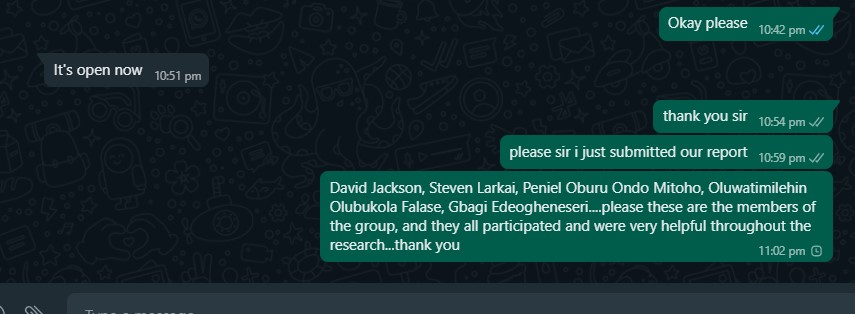 Okay please 10:42 pm
It's open now 10:51 pm
thank you sir 10:54 pm
please sir i just submitted our report 10:59 pm
David Jackson, Steven Larkai, Peniel Oburu Ondo Mitoho, Oluwatimilehin
Olubukola Falase, Gbagi Edeogheneseri....please these are the members of
the group, and they all participated and were very helpful throughout the
research...thank you
11:02 pm
Type a message